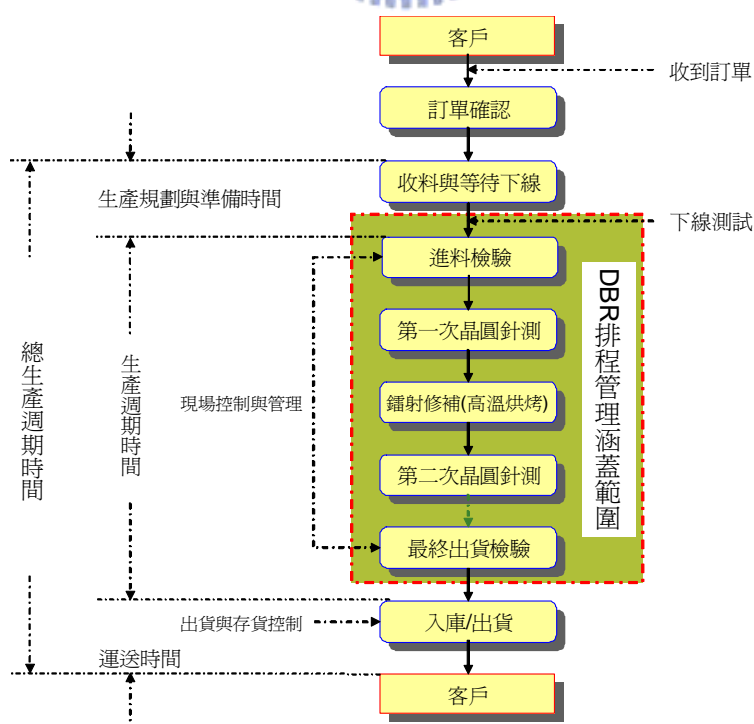 客戶
收到訂單
訂單確認
收料與等待下線
生產規劃與準備時間
下線測試
進料檢驗
第一次晶圓針測
DBR排程管理涵蓋範圍
總生產週期時間
生產週期時間
現場控制與管理
鐳射修補(高溫烘烤)
第二次晶圓針測
最終出貨檢驗
出貨與存貨控制
入庫/出貨
運送時間
客戶